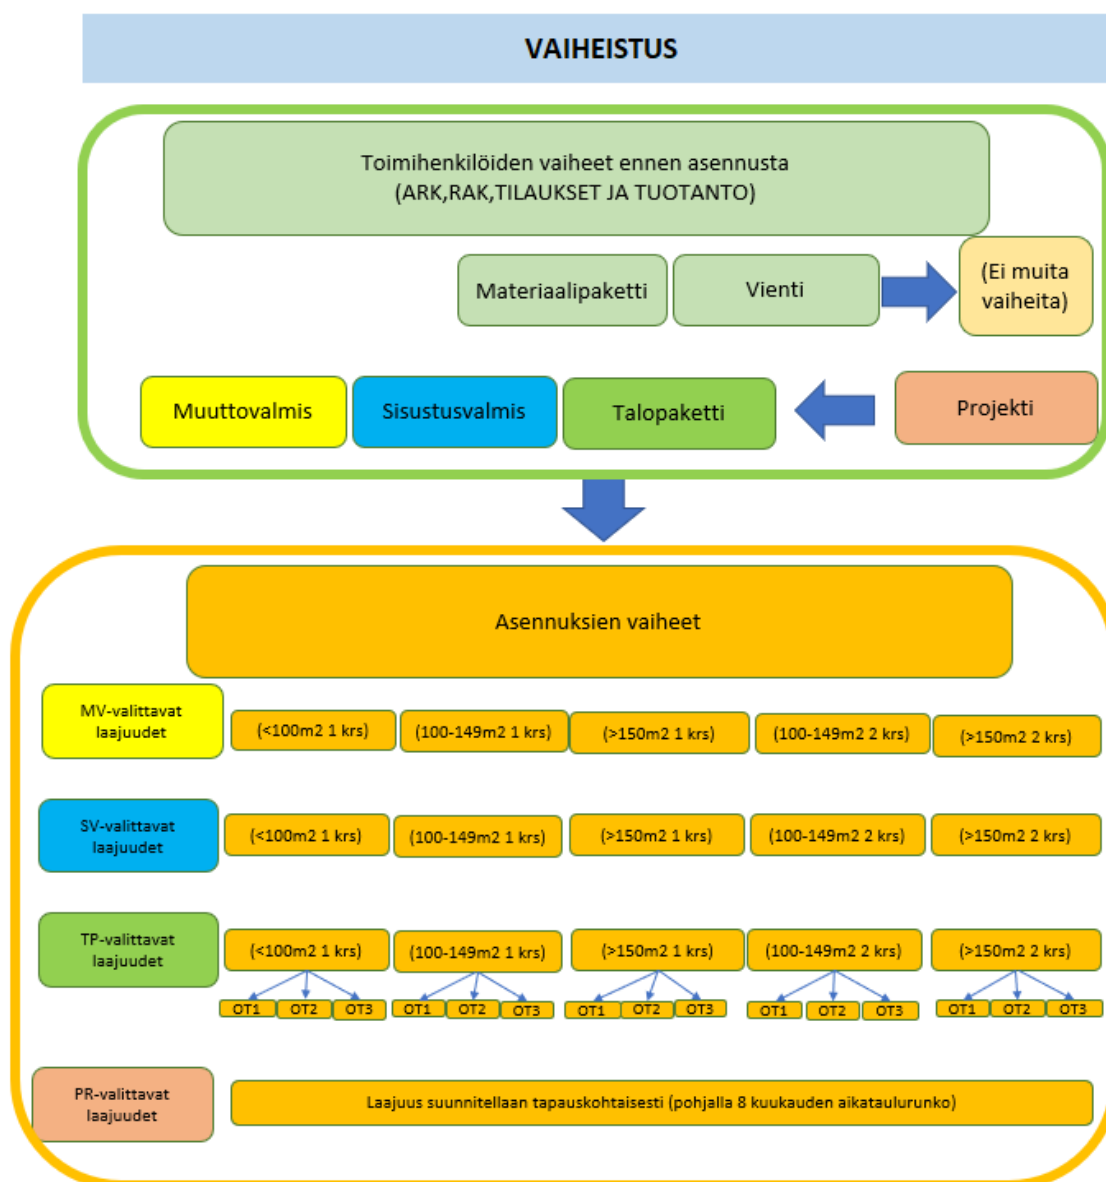 VAIHEISTUS
Toimihenkilöiden vaiheet ennen asennusta
(ARK,RAK,TILAUKSET JA TUOTANTO)
Materiaalipaketti
Vienti
(Ei muita
vaiheita)
Muuttovalmis
Sisustusvalmis
Talopaketti
Projekti
Asennuksien vaiheet
MV-valittavat
laajuudet
(<100m2 1 krs)
(100-149m2 1 krs)
(>150m2 1 krs)
(100-149m2 2 krs)
(>150m2 2 krs)
SV-valittavat
laajuudet
(<100m2 1 krs)
(100-149m2 1 krs)
(>150m2 1 krs)
(100-149m2 2 krs)
(>150m2 2 krs)
TP-valittavat
laajuudet
(<100m2 1 krs)
(100-149m2 1 krs)
(>150m2 1 krs)
(100-149m2 2 krs)
(>150m2 2 krs)
OT1
OT2
OT3
OT1
OT2
OT3
OT1
OT2
OT3
OT1
OT2
OT3
OT1
OT2
OT3
PR-valittavat
laajuudet
Laajuus suunnitellaan tapauskohtaisesti (pohjalla 8 kuukauden aikataulurunko)